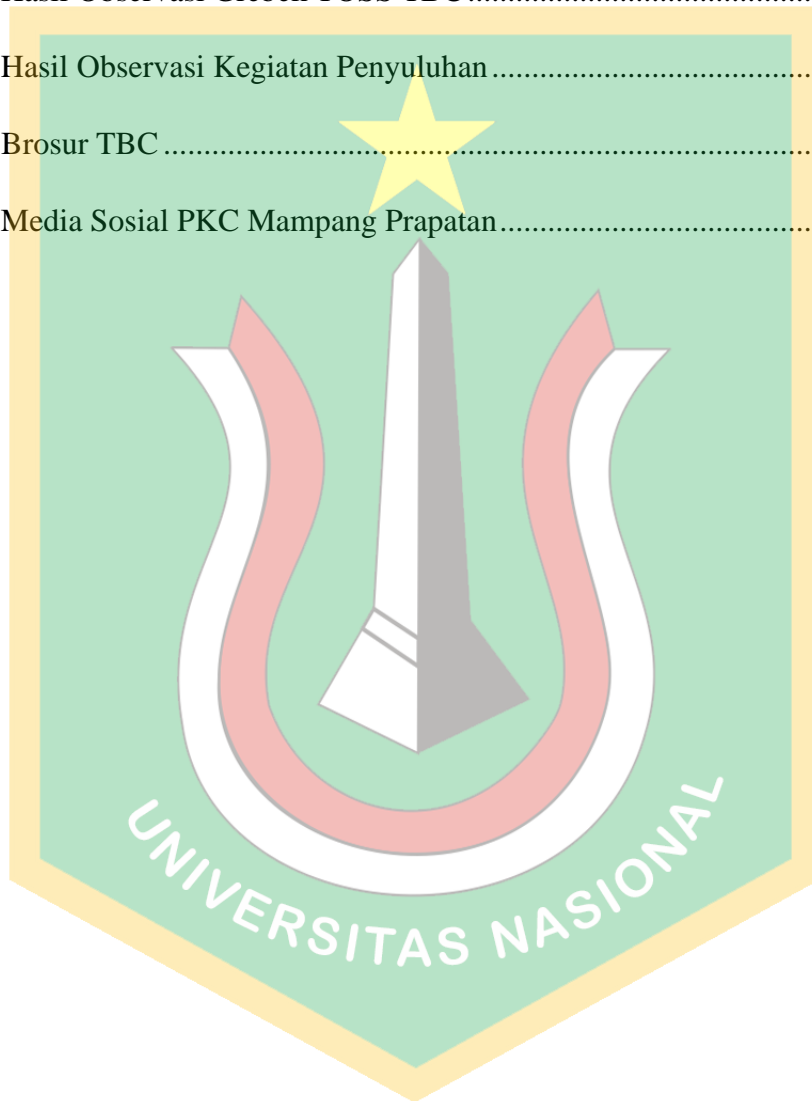 Hasil Observasi Kegiatan Penyuluhan................................
Brosur TBC................................................................
Media Sosial PKC Mampang Prapatan................................
UNIVERSITAS NASIONAL